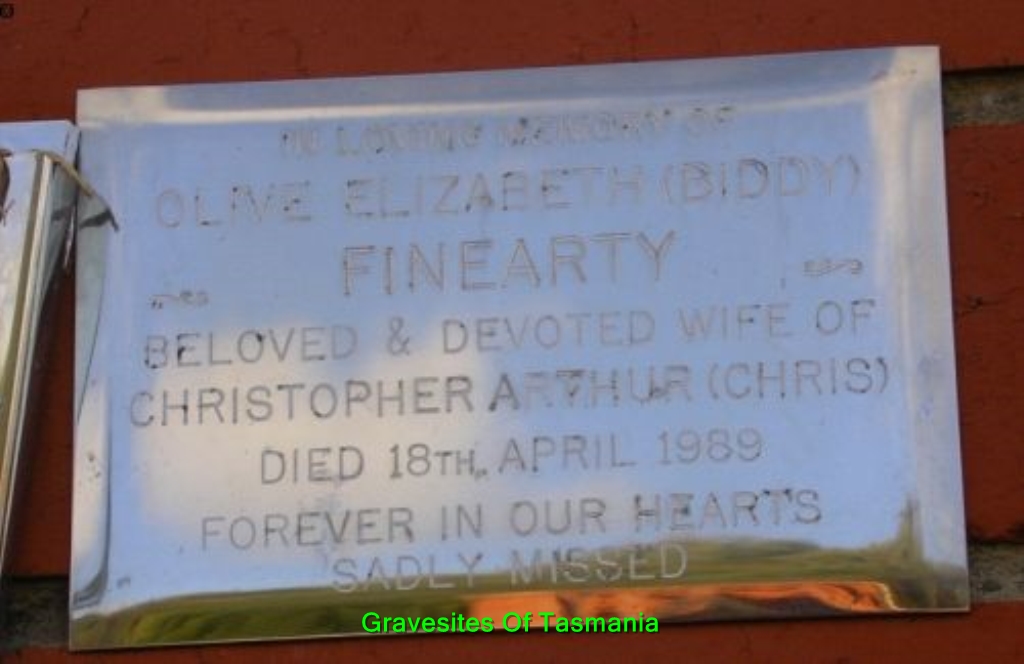 IN LOVING MEMORY OF
OLIVE ELIZABETH (BIDDY)
FINEARTY
BELOVED & DEVOTED WIFE OF
CHRISTOPHER ARTHUR (CHRIS)
DIED 18TH, APRIL 1989
FOREVER IN OUR HEARTS
SADLY MISSED
Gravesites Of Tasmania